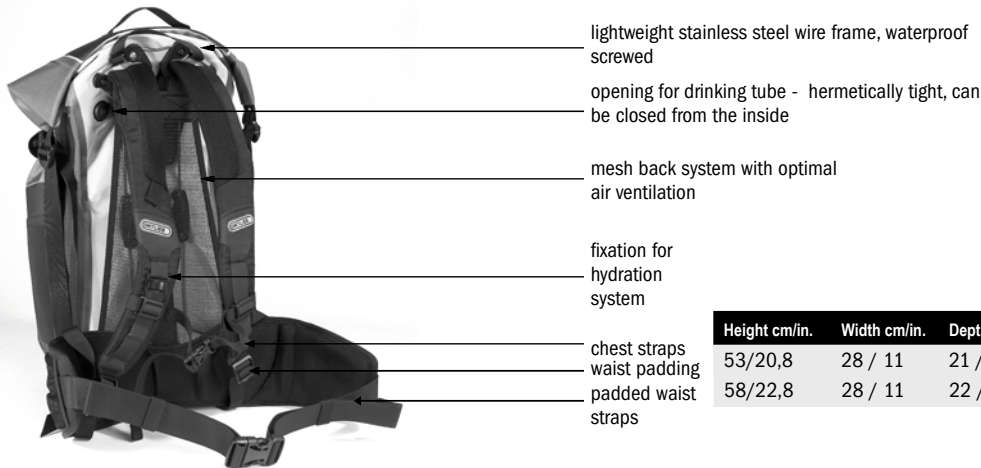 lightweight stainless steel wire frame, waterproof
screwed
opening for drinking tube - hermetically tight, can
be closed from the inside
mesh back system with optimal
air ventilation
fixation for
hydration
system
chest straps
waist padding
padded waist
straps
Height cm/in. Width cm/in.
53/20,8 28 / 11 21 /
58/22,8 28 / 11 22 /